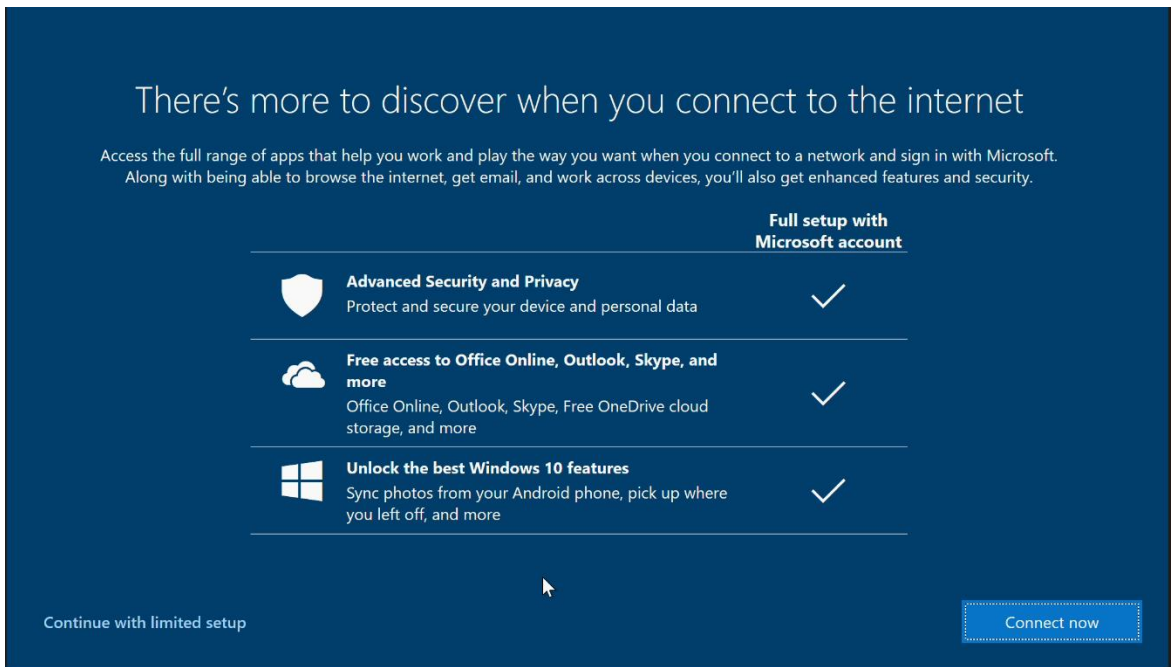 There's more to discover when you connect to the internet
Access the full range of apps that help you work and play the way you want when you connect to a network and sign in with Microsoft.
Along with being able to browse the internet, get email, and work across devices, you'll also get enhanced features and security.
Full setup with
Microsoft account
Advanced Security and Privacy
Protect and secure your device and personal data
Free access to Office Online, Outlook, Skype, and
more
Office Online, Outlook, Skype, Free OneDrive cloud
storage, and more
Unlock the best Windows 10 features
Sync photos from your Android phone, pick up where
you left off, and more
Continue with limited setup
Connect now